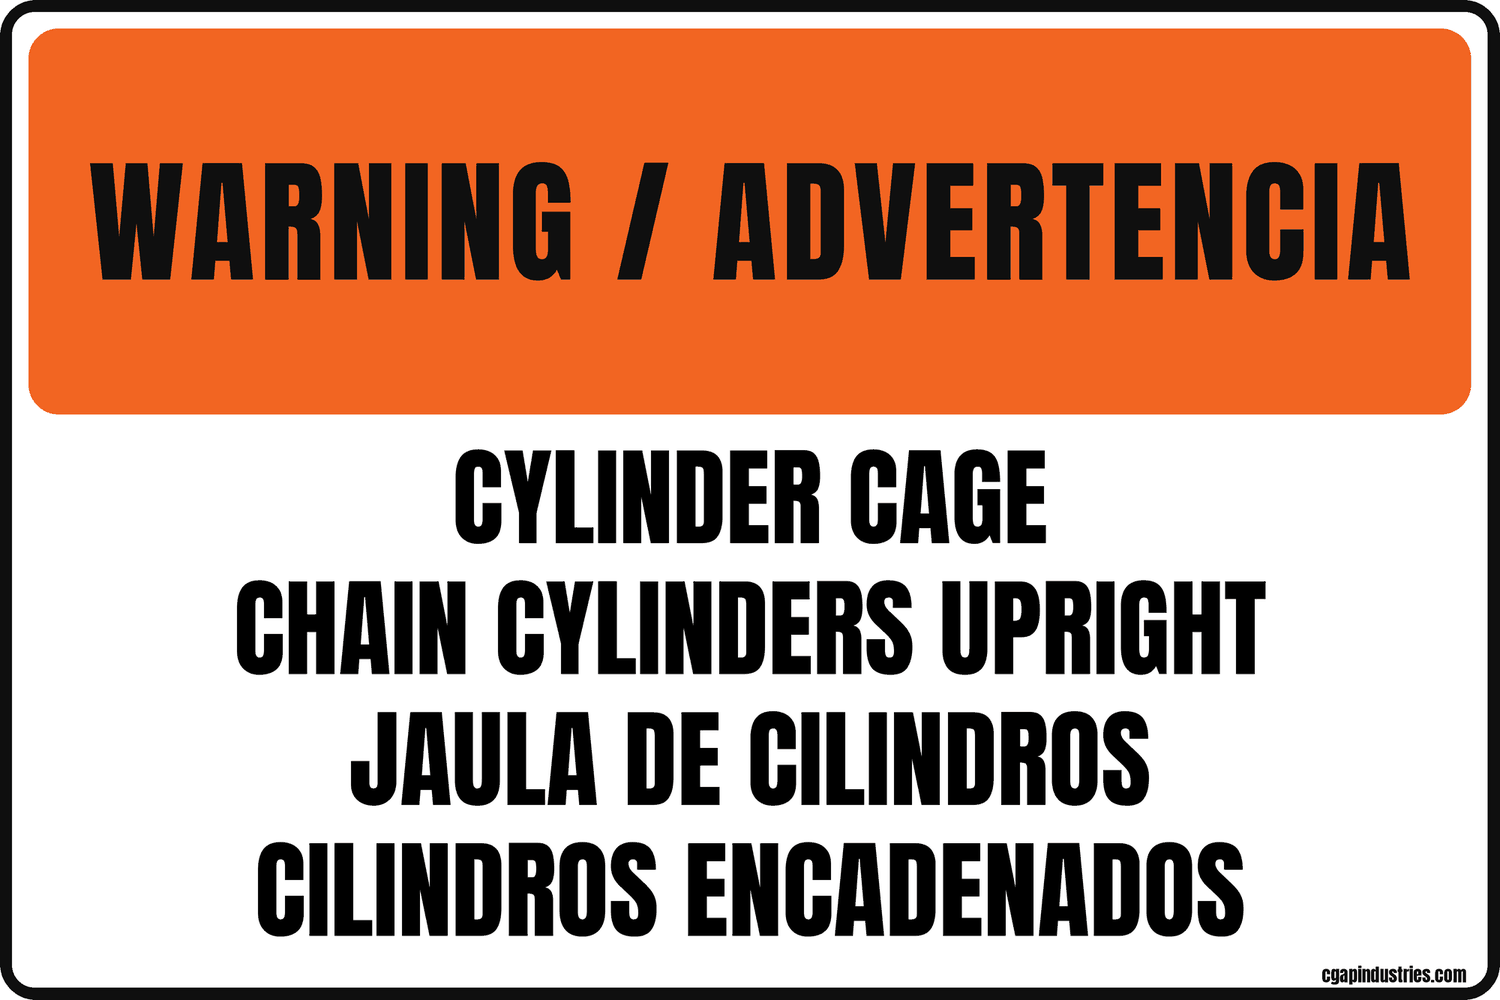 WARNING / ADVERTENCIA
CYLINDER CAGE
CHAIN CYLINDERS UPRIGHT
JAULA DE CILINDROS
CILINDROS ENCADENADOS
cgapindustries.com